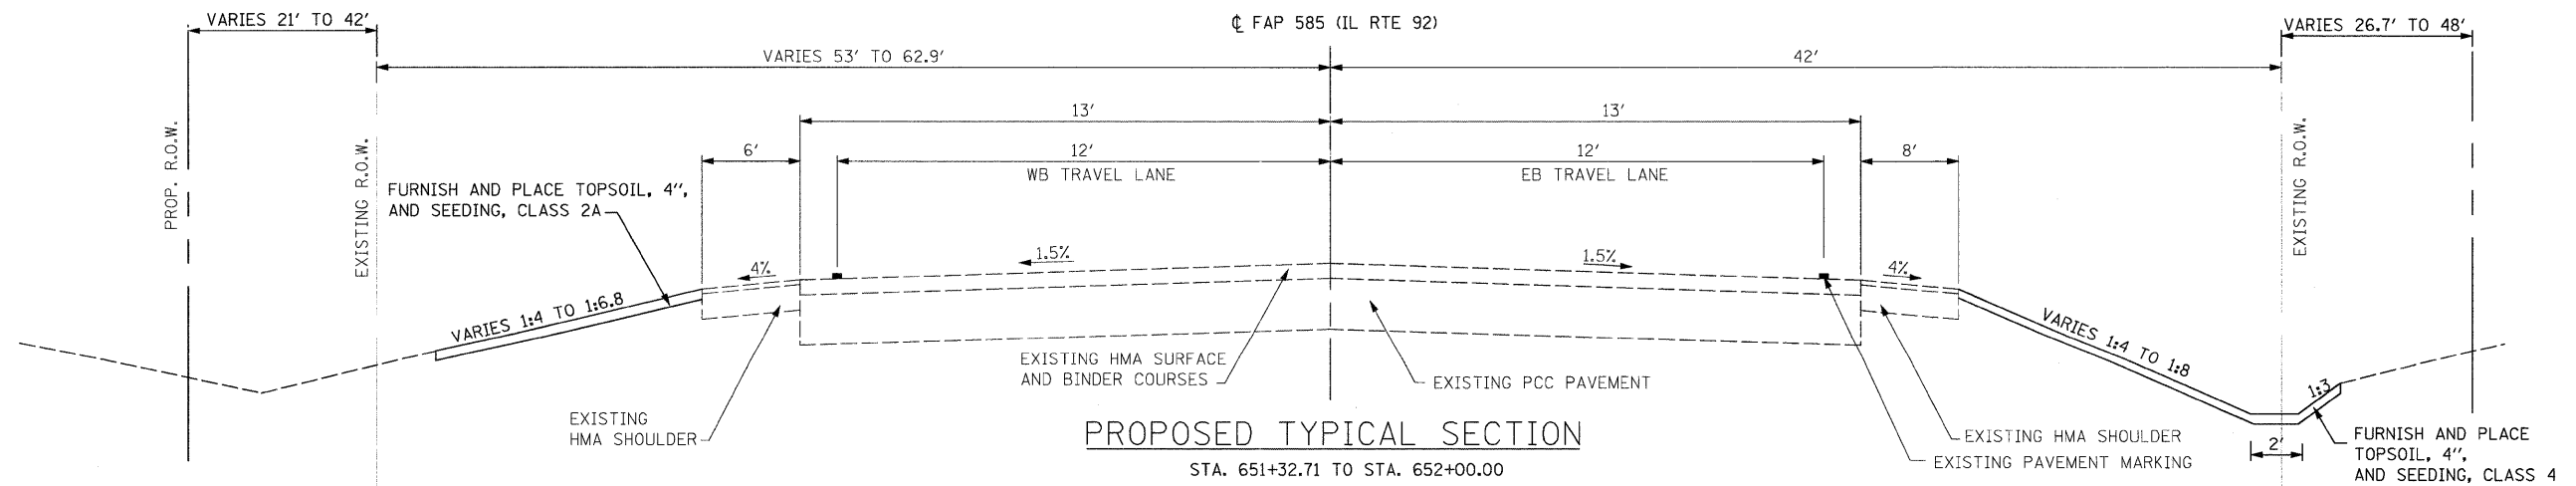 VARIES 21' TO 42'
℄ FAP 585 (IL RTE 92)
VARIES 26.7' TO 48'
VARIES 53' TO 62.9'
42'
13'
13'
6'
12'
12'
8'
WB TRAVEL LANE
EB TRAVEL LANE
PROP. R.O.W.
EXISTING R.O.W.
EXISTING R.O.W.
FURNISH AND PLACE TOPSOIL, 4",
AND SEEDING, CLASS 2A
4%
1.5%
1.5%
4%
VARIES 1:4 TO 1:6.8
VARIES 1:4 TO 1:8
1:3
EXISTING HMA SURFACE
AND BINDER COURSES
EXISTING PCC PAVEMENT
EXISTING
HMA SHOULDER
EXISTING HMA SHOULDER
EXISTING PAVEMENT MARKING
2'
FURNISH AND PLACE
TOPSOIL, 4",
AND SEEDING, CLASS 4
PROPOSED TYPICAL SECTION
STA. 651+32.71 TO STA. 652+00.00